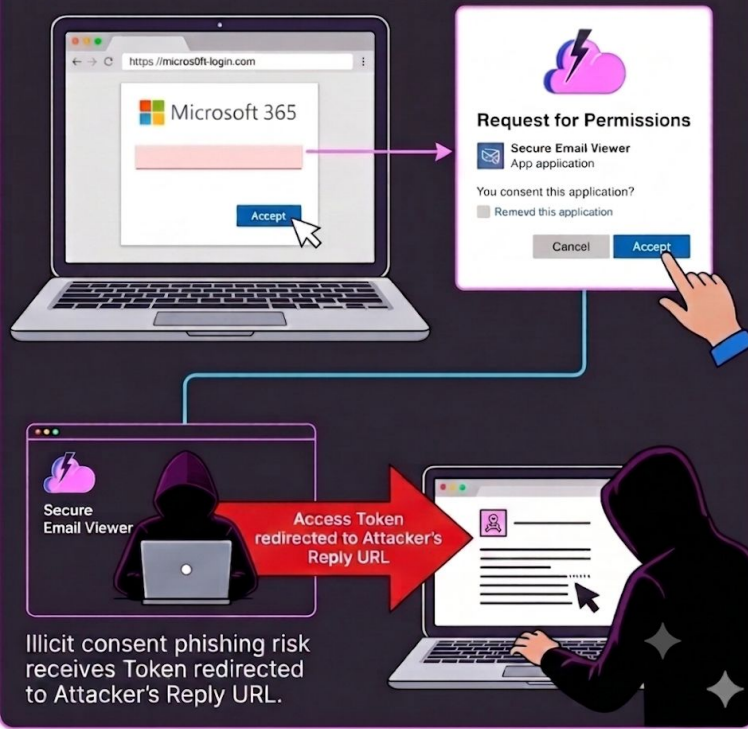 https://micros0ft-login.com
Microsoft 365
Accept
Request for Permissions
Secure Email Viewer
App application
You consent this application?
Remevd this application
Cancel
Accept
Secure
Email Viewer
Access Token
redirected to Attacker's
Reply URL
Illicit consent phishing risk
receives Token redirected
to Attacker's Reply URL.